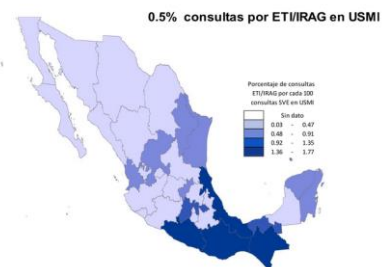 0.5% consultas por ETI/IRAG en USMI
Porcentaje de consultas
ETI/IRAG por cada 100
consultas SVE en USMI
Sin dato
0.03 - 0.47
0.48 - 0.91
0.92 - 1.35
1.36 - 1.77